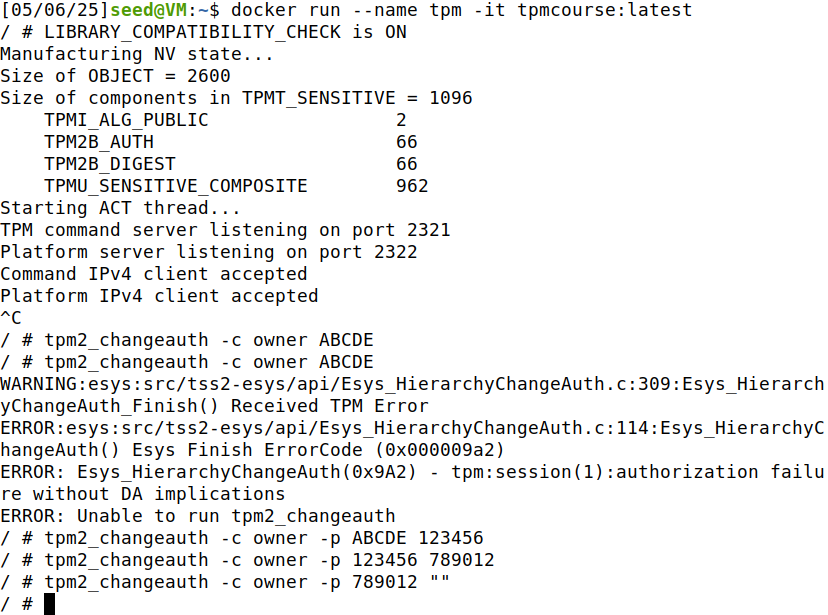 [05/06/25]seed@VM:~$ docker run --name tpm -it tpmcourse:latest
/ # LIBRARY_COMPATIBILITY_CHECK is ON
Manufacturing NV state...
Size of OBJECT = 2600
Size of components in TPMT_SENSITIVE = 1096
    TPMI_ALG_PUBLIC                 2
    TPM2B_AUTH                      66
    TPM2B_DIGEST                    66
    TPMU_SENSITIVE_COMPOSITE        962
Starting ACT thread...
TPM command server listening on port 2321
Platform server listening on port 2322
Command IPv4 client accepted
Platform IPv4 client accepted
^C
/ # tpm2_changeauth -c owner ABCDE
/ # tpm2_changeauth -c owner ABCDE
WARNING:esys:src/tss2-esys/api/Esys_HierarchyChangeAuth.c:309:Esys_Hierarch
yChangeAuth_Finish() Received TPM Error
ERROR:esys:src/tss2-esys/api/Esys_HierarchyChangeAuth.c:114:Esys_HierarchyC
hangeAuth() Esys Finish ErrorCode (0x000009a2)
ERROR: Esys_HierarchyChangeAuth(0x9A2) - tpm:session(1):authorization failu
re without DA implications
ERROR: Unable to run tpm2_changeauth
/ # tpm2_changeauth -c owner -p ABCDE 123456
/ # tpm2_changeauth -c owner -p 123456 789012
/ # tpm2_changeauth -c owner -p 789012 ""
/ #